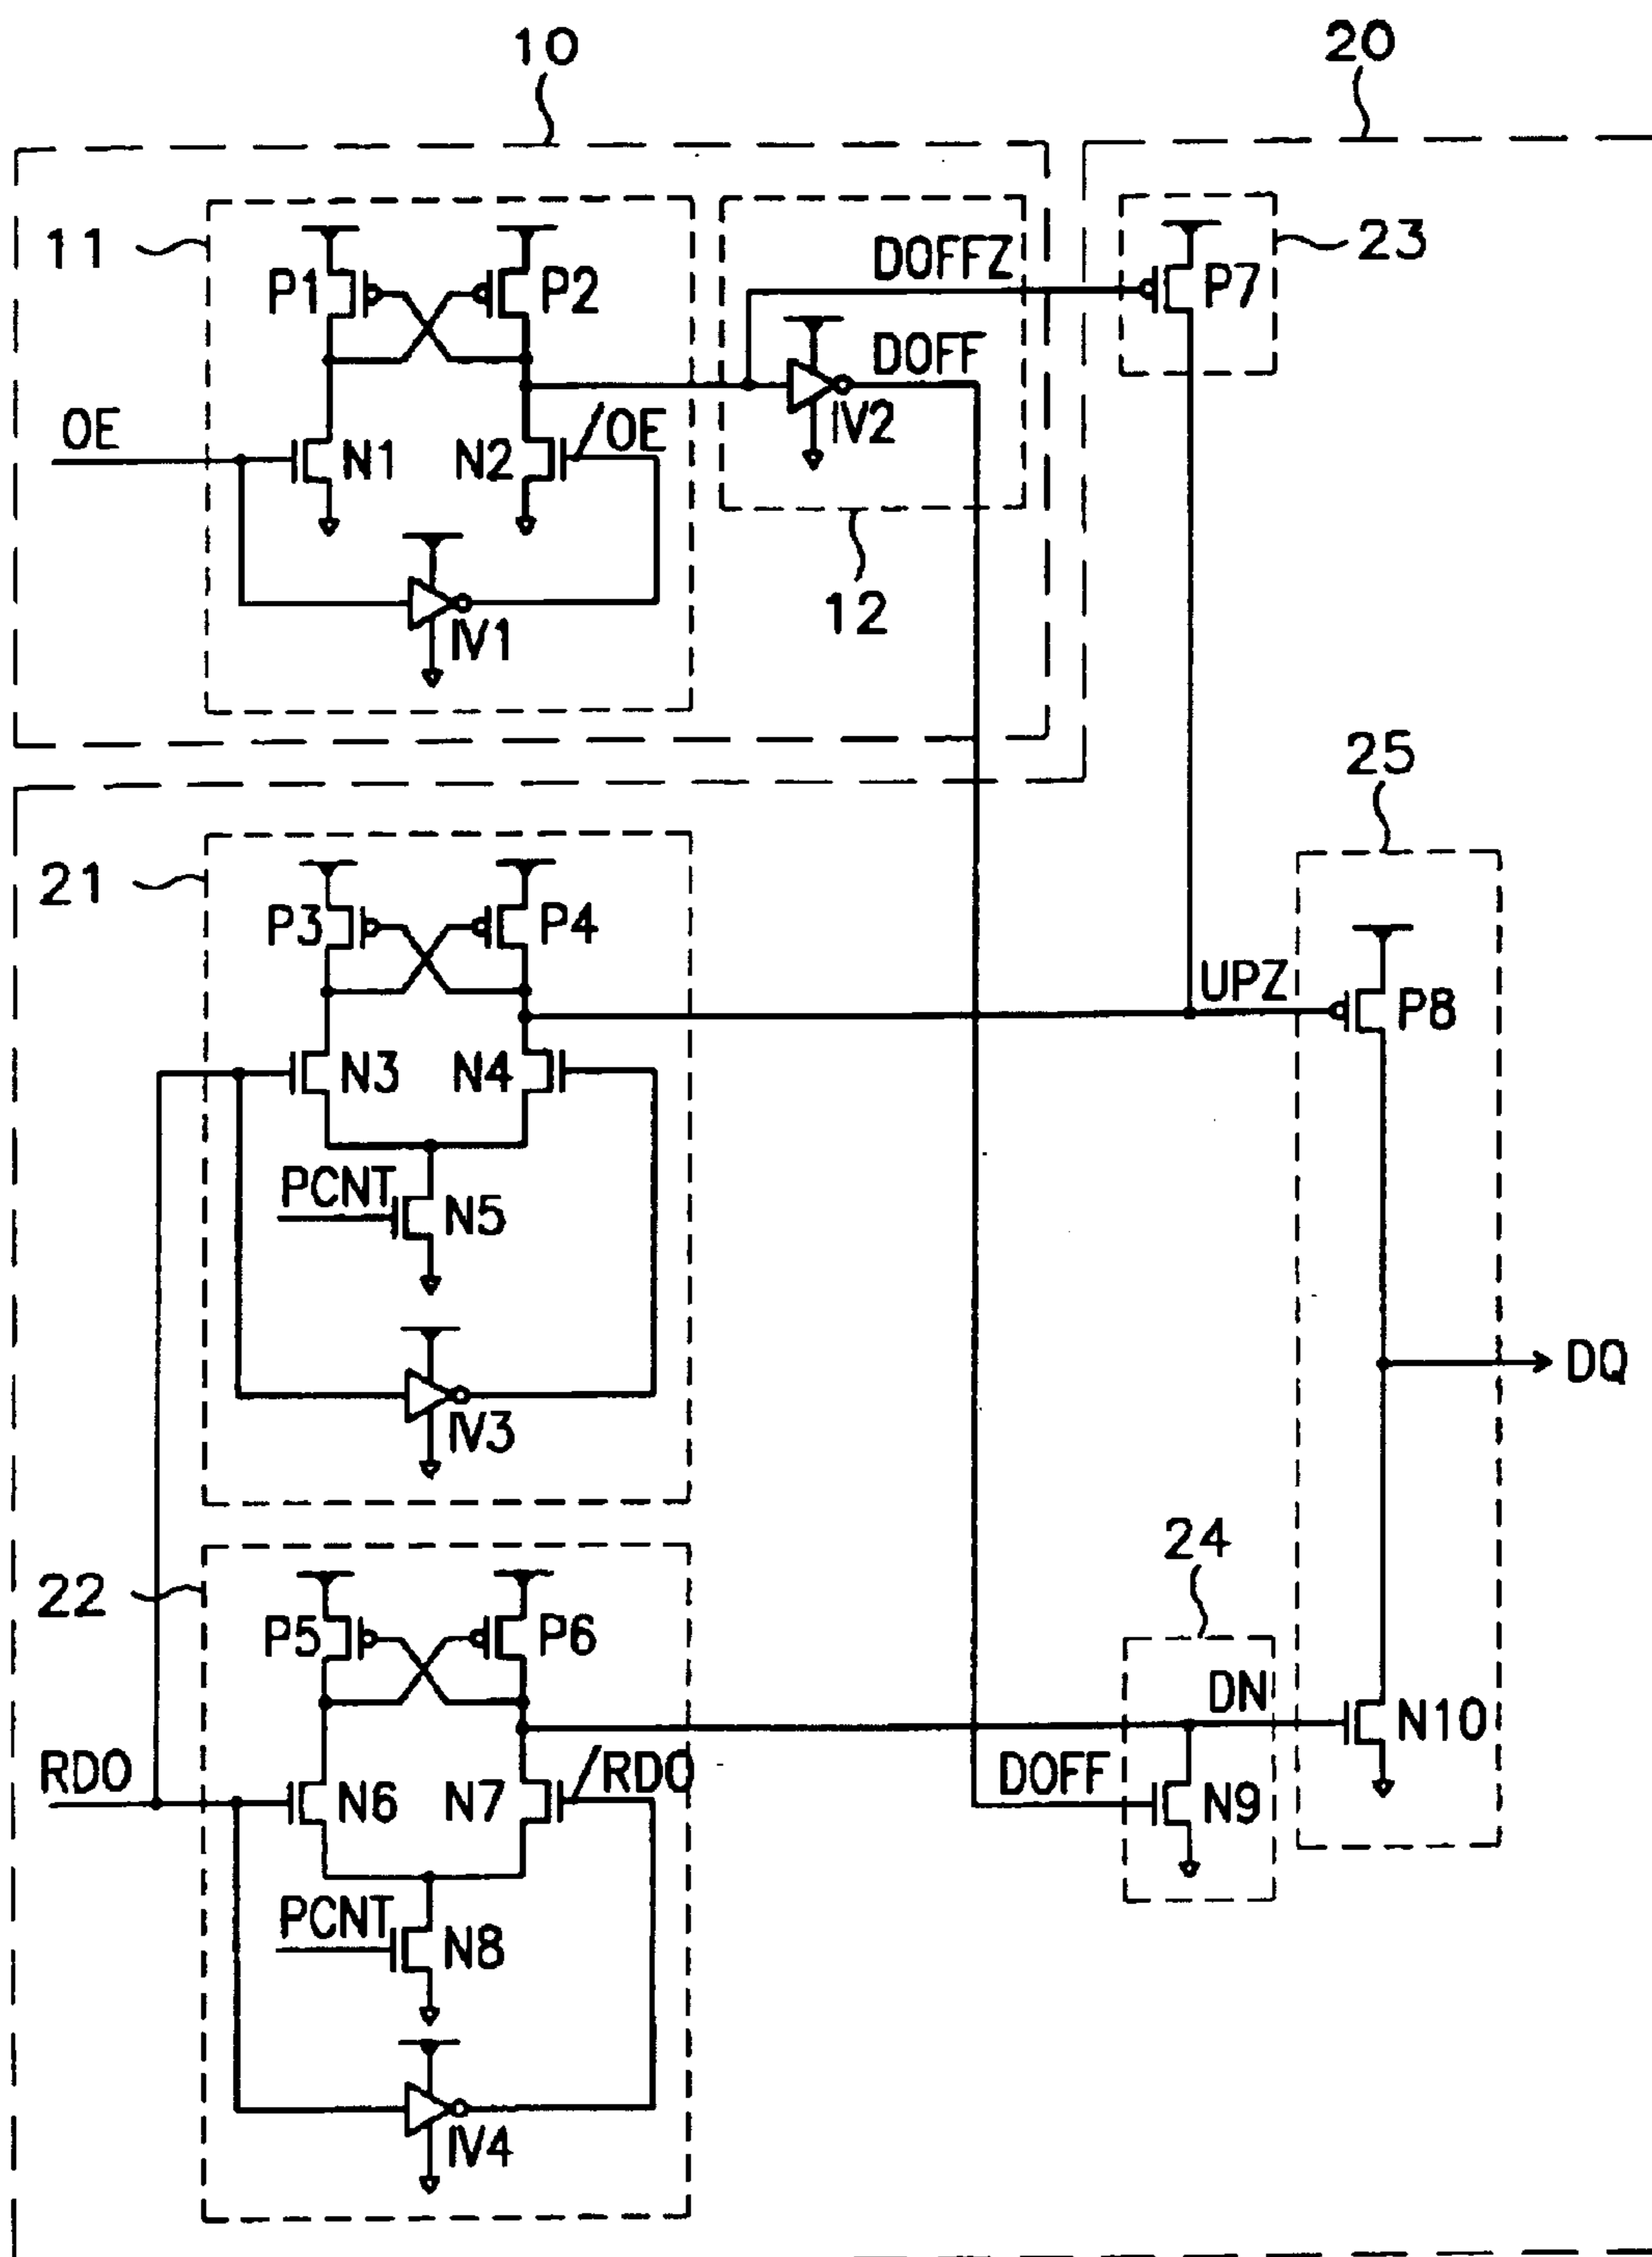 10
20
11
P1
P2
DOFFZ
P7
23
DOFF
OE
N1
N2
/OE
IV2
IV1
12
25
21
P3
P4
UPZ
P8
N3
N4
PCNT
N5
DQ
IV3
24
22
P5
P6
DN
N10
RDO
N6
N7
/RDO
DOFF
N9
PCNT
N8
IV4